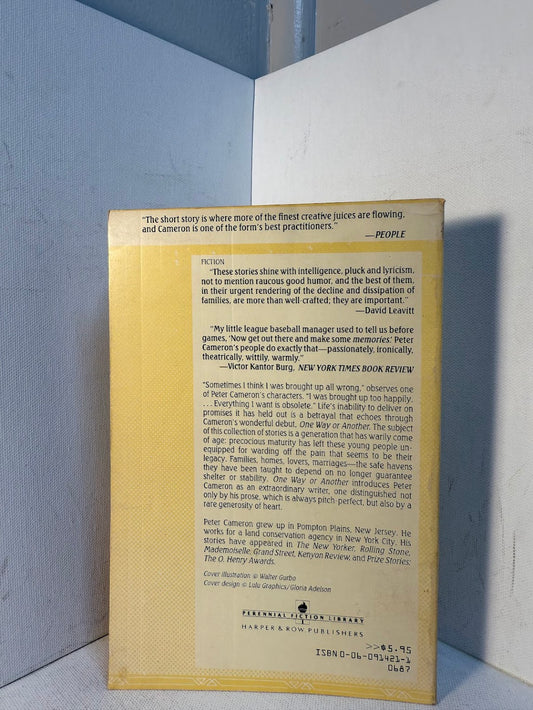 "The short story is where more of the finest creative juices are flowing,
and Cameron is one of the form's best practitioners."
—PEOPLE
FICTION
"These stories shine with intelligence, pluck and lyricism,
not to mention raucous good humor, and the best of them,
in their urgent rendering of the decline and dissipation of
families, are more than well-crafted; they are important."
—David Leavitt
"My little league baseball manager used to tell us before
games, 'Now get out there and make some memories.' Peter
Cameron's people do exactly that—passionately, ironically,
theatrically, wittily, warmly."
—Victor Kantor Burg, NEW YORK TIMES BOOK REVIEW
"Sometimes I think I was brought up all wrong," observes one
of Peter Cameron's characters. "I was brought up too happily.
. . . Everything I want is obsolete." Life's inability to deliver on
promises it has held out is a betrayal that echoes through
Cameron's wonderful debut, One Way or Another. The subject
of this collection of stories is a generation that has warily come
of age: precocious maturity has left these young people un-
equipped for warding off the pain that seems to be their
legacy. Families, homes, lovers, marriages—the safe havens
they have been taught to depend on no longer guarantee
shelter or stability. One Way or Another introduces Peter
Cameron as an extraordinary writer, one distinguished not
only by his prose, which is always pitch-perfect, but also by a
rare generosity of heart.
Peter Cameron grew up in Pompton Plains, New Jersey. He
works for a land conservation agency in New York City. His
stories have appeared in The New Yorker, Rolling Stone,
Mademoiselle, Grand Street, Kenyon Review, and Prize Stories:
The O. Henry Awards.
Cover illustration © Walter Gurbo
Cover design © Lulu Graphics/Gloria Adelson
PERENNIAL FICTION LIBRARY
HARPER & ROW PUBLISHERS
>>$5.95
ISBN 0-06-091421-1
0687